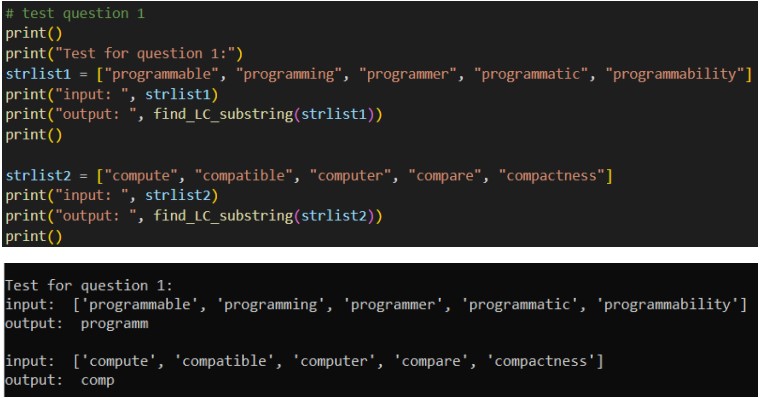 # test question 1
print()
print("Test for question 1:")
strlist1 = ["programmable", "programming", "programmer", "programmatic", "programmability"]
print("input: ", strlist1)
print("output: ", find_LC_substring(strlist1))
print()

strlist2 = ["compute", "compatible", "computer", "compare", "compactness"]
print("input: ", strlist2)
print("output: ", find_LC_substring(strlist2))
print()

Test for question 1:
input:  ['programmable', 'programming', 'programmer', 'programmatic', 'programmability']
output:  programm

input:  ['compute', 'compatible', 'computer', 'compare', 'compactness']
output:  comp